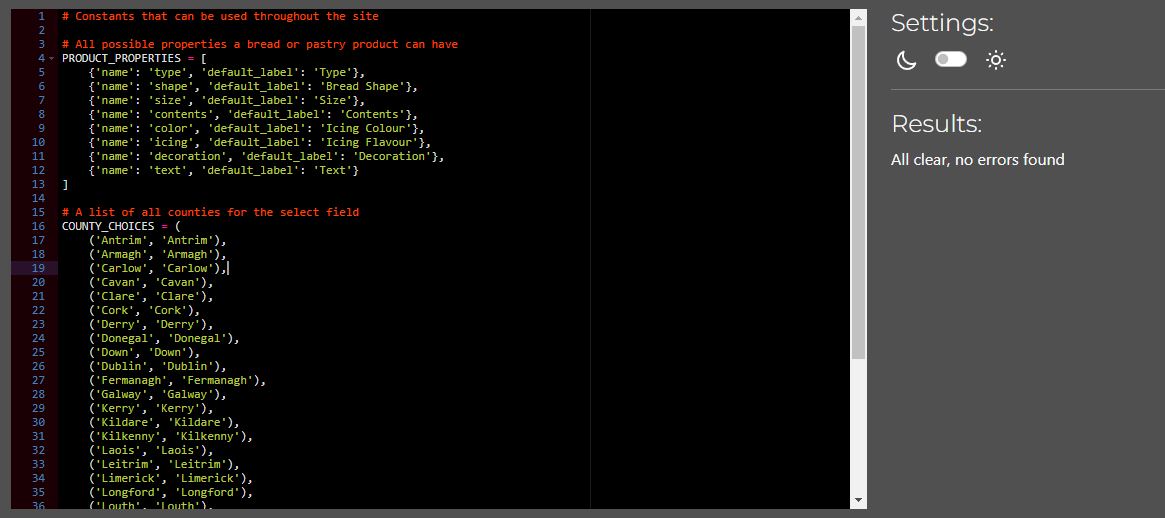 1 # Constants that can be used throughout the site
2
3 # All possible properties a bread or pastry product can have
4 PRODUCT_PROPERTIES = [
5     {'name': 'type', 'default_label': 'Type'},
6     {'name': 'shape', 'default_label': 'Bread Shape'},
7     {'name': 'size', 'default_label': 'Size'},
8     {'name': 'contents', 'default_label': 'Contents'},
9     {'name': 'color', 'default_label': 'Icing Colour'},
10     {'name': 'icing', 'default_label': 'Icing Flavour'},
11     {'name': 'decoration', 'default_label': 'Decoration'},
12     {'name': 'text', 'default_label': 'Text'}
13 ]
14
15 # A list of all counties for the select field
16 COUNTY_CHOICES = (
17     ('Antrim', 'Antrim'),
18     ('Armagh', 'Armagh'),
19     ('Carlow', 'Carlow'),
20     ('Cavan', 'Cavan'),
21     ('Clare', 'Clare'),
22     ('Cork', 'Cork'),
23     ('Derry', 'Derry'),
24     ('Donegal', 'Donegal'),
25     ('Down', 'Down'),
26     ('Dublin', 'Dublin'),
27     ('Fermanagh', 'Fermanagh'),
28     ('Galway', 'Galway'),
29     ('Kerry', 'Kerry'),
30     ('Kildare', 'Kildare'),
31     ('Kilkenny', 'Kilkenny'),
32     ('Laois', 'Laois'),
33     ('Leitrim', 'Leitrim'),
34     ('Limerick', 'Limerick'),
35     ('Longford', 'Longford'),
36     ('Louth', 'Louth'),
Settings:
Results:
All clear, no errors found